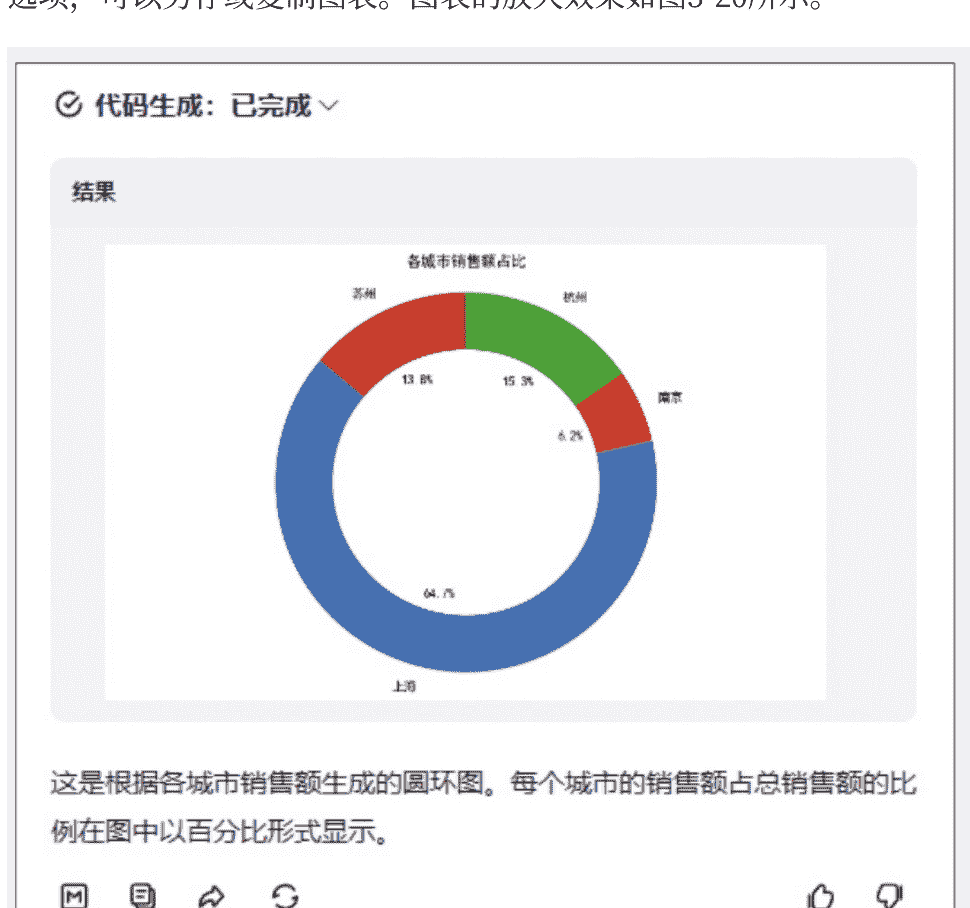 选项，可以另存或复制图表。图表的放大效果如图3-20所示。
代码生成：已完成
结果
各城市销售额占比
苏州
杭州
13.8%
15.3%
南京
6.2%
64.7%
上海
这是根据各城市销售额生成的圆环图。每个城市的销售额占总销售额的比
例在图中以百分比形式显示。